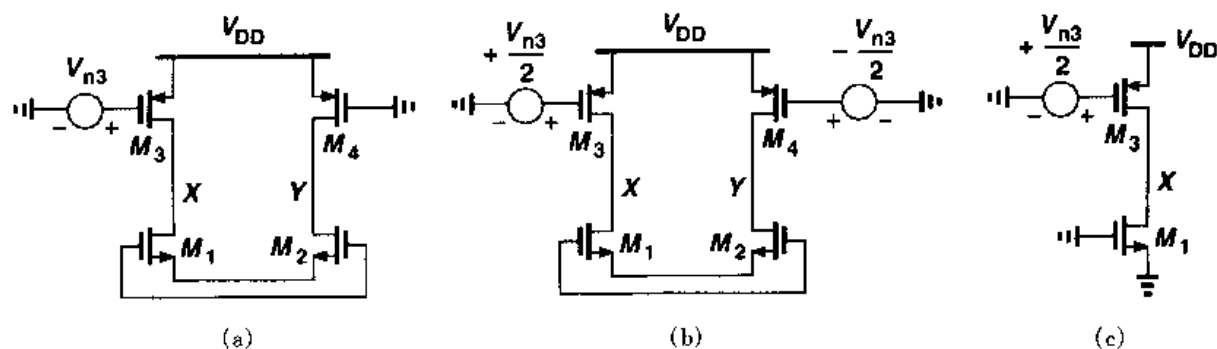 V_DD
V_n3
− +
M_3
M_4
X
Y
M_1
M_2
(a)
+ V_n3/2
V_DD
− V_n3/2
− +
+ −
M_3
M_4
X
Y
M_1
M_2
(b)
+ V_n3/2
V_DD
− +
M_3
X
M_1
(c)